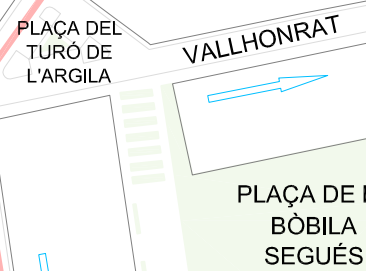 PLAÇA DEL
TURÓ DE
L'ARGILA
VALLHONRAT
PLAÇA DE
BÒBILA
SEGUÉS